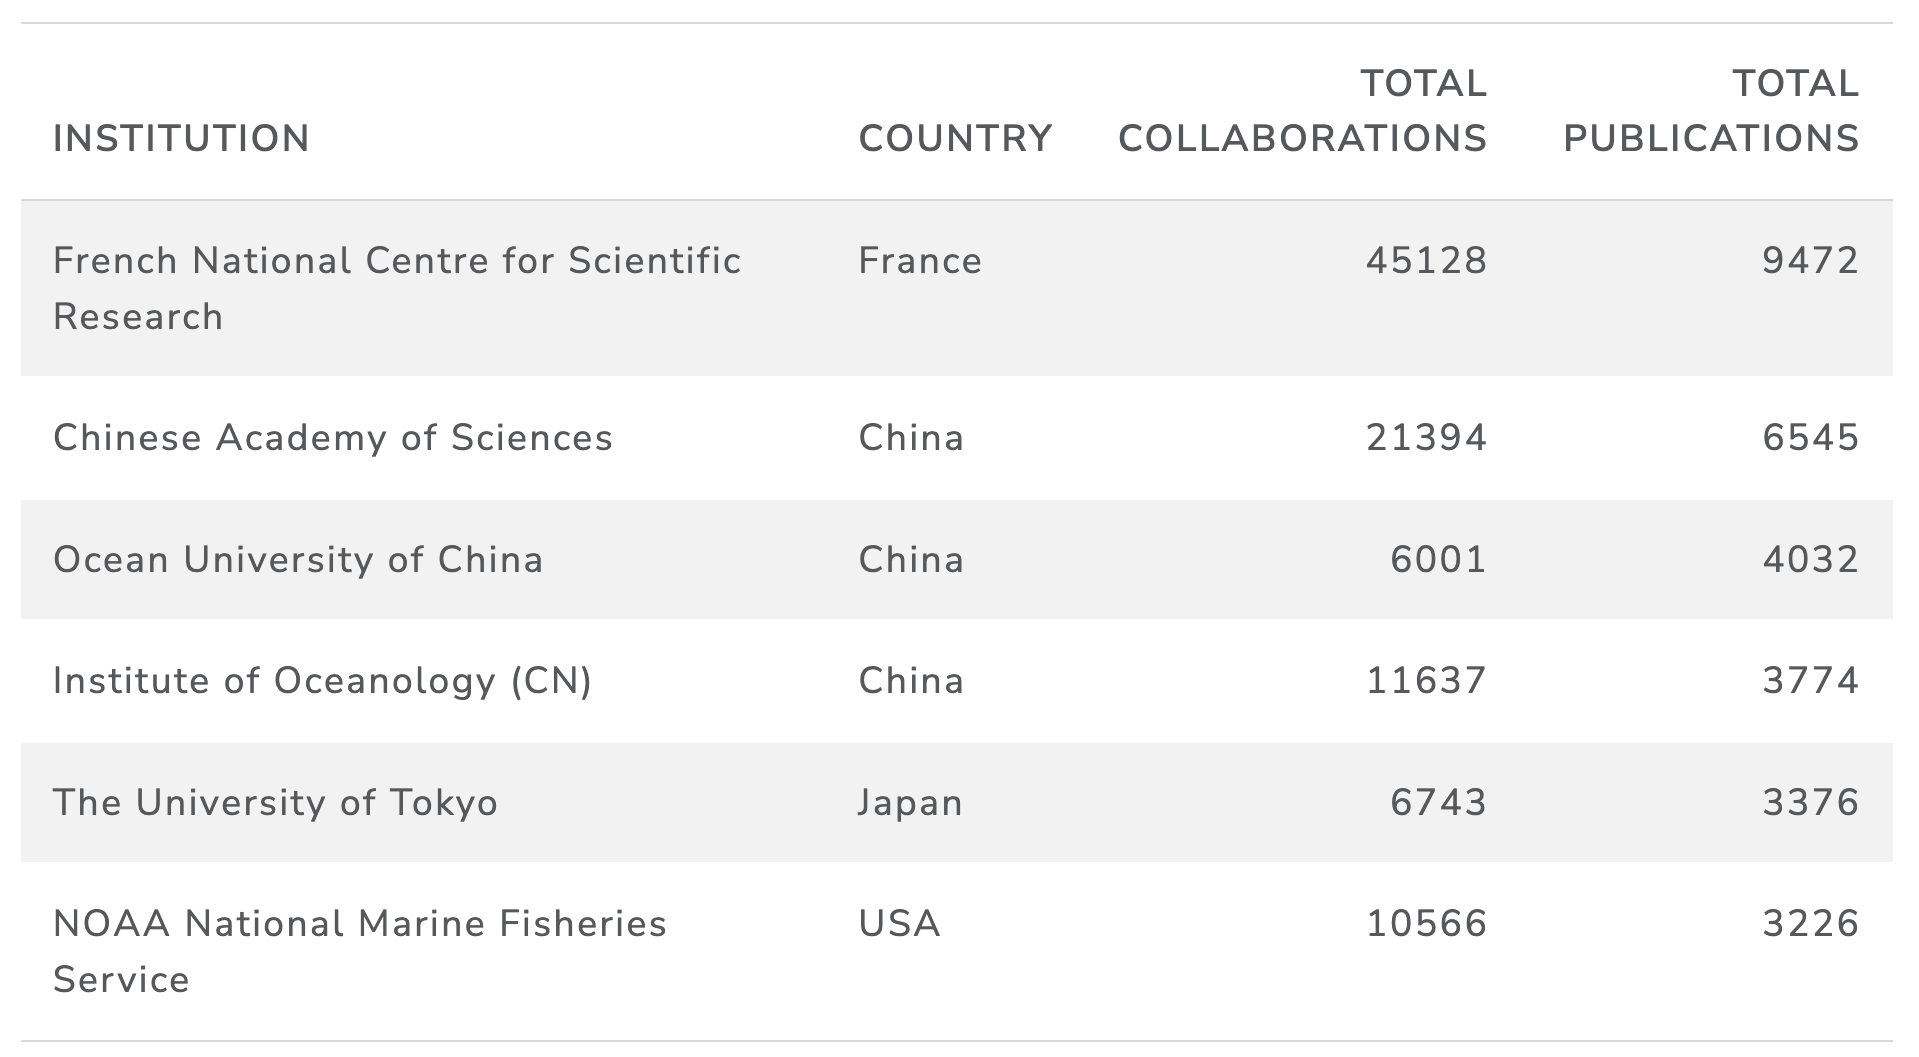 INSTITUTION COUNTRY TOTAL COLLABORATIONS TOTAL PUBLICATIONS
French National Centre for Scientific France 45128 9472
Research
Chinese Academy of Sciences China 21394 6545
Ocean University of China China 6001 4032
Institute of Oceanology (CN) China 11637 3774
The University of Tokyo Japan 6743 3376
NOAA National Marine Fisheries USA 10566 3226
Service